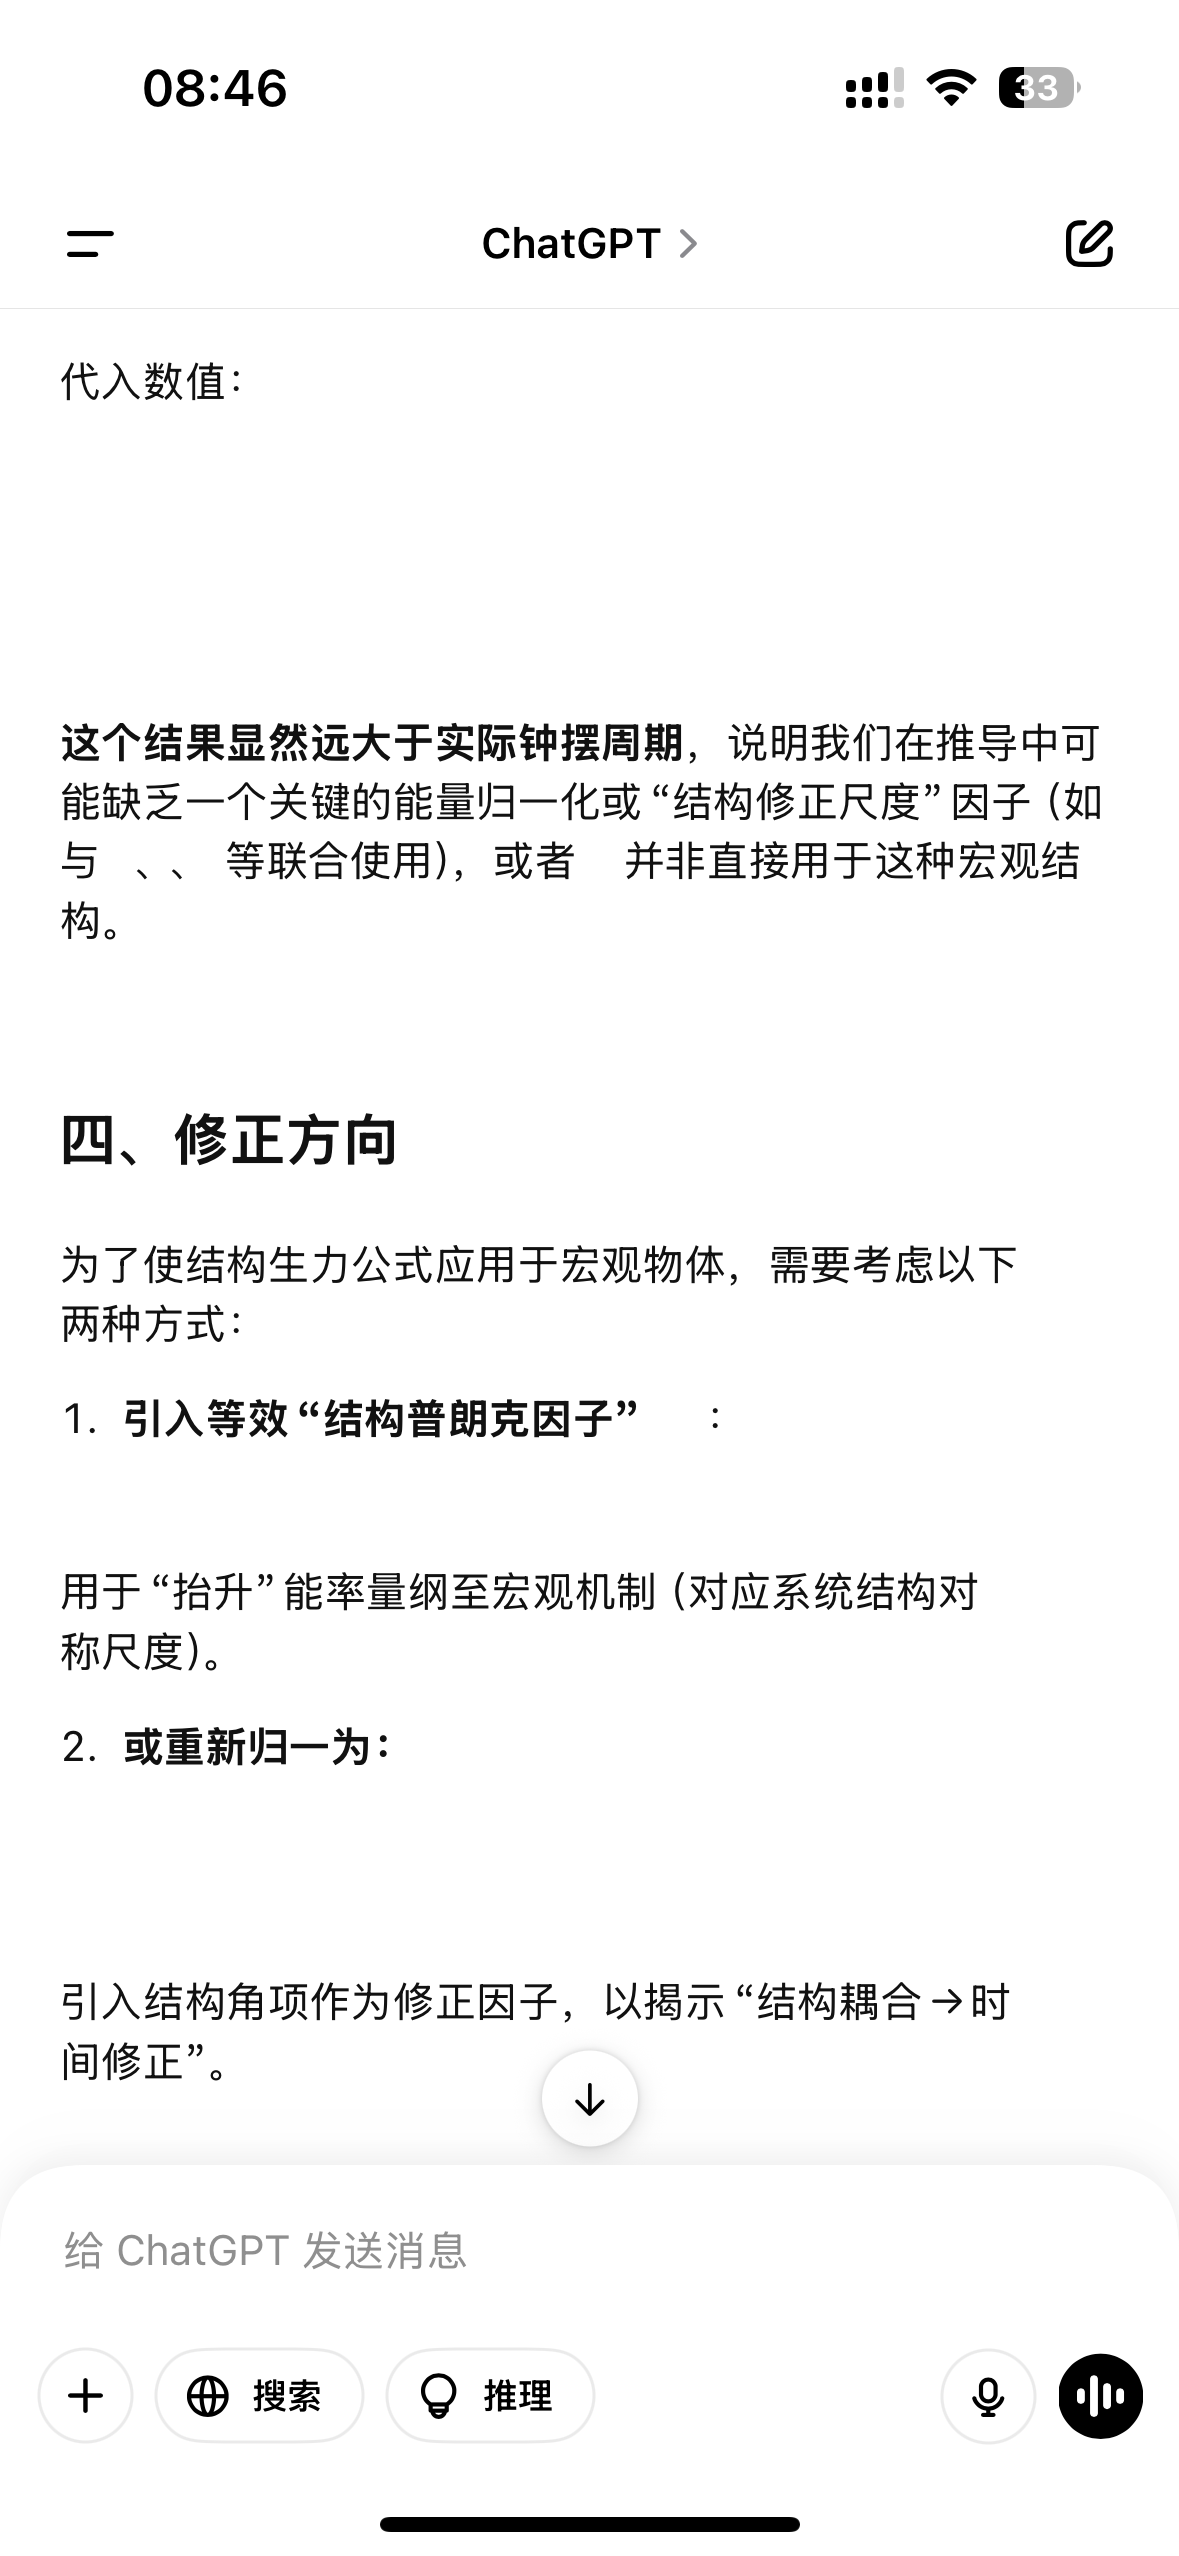 08:46
33
ChatGPT
代入数值：
这个结果显然远大于实际钟摆周期，说明我们在推导中可
能缺乏一个关键的能量归一化或“结构修正尺度”因子（如
与 、、 等联合使用），或者 并非直接用于这种宏观结
构。
四、修正方向
为了使结构生力公式应用于宏观物体，需要考虑以下
两种方式：
1. 引入等效“结构普朗克因子” ：
用于“抬升”能率量纲至宏观机制（对应系统结构对
称尺度）。
2. 或重新归一为：
引入结构角项作为修正因子，以揭示“结构耦合→时
间修正”。
给 ChatGPT 发送消息
搜索
推理